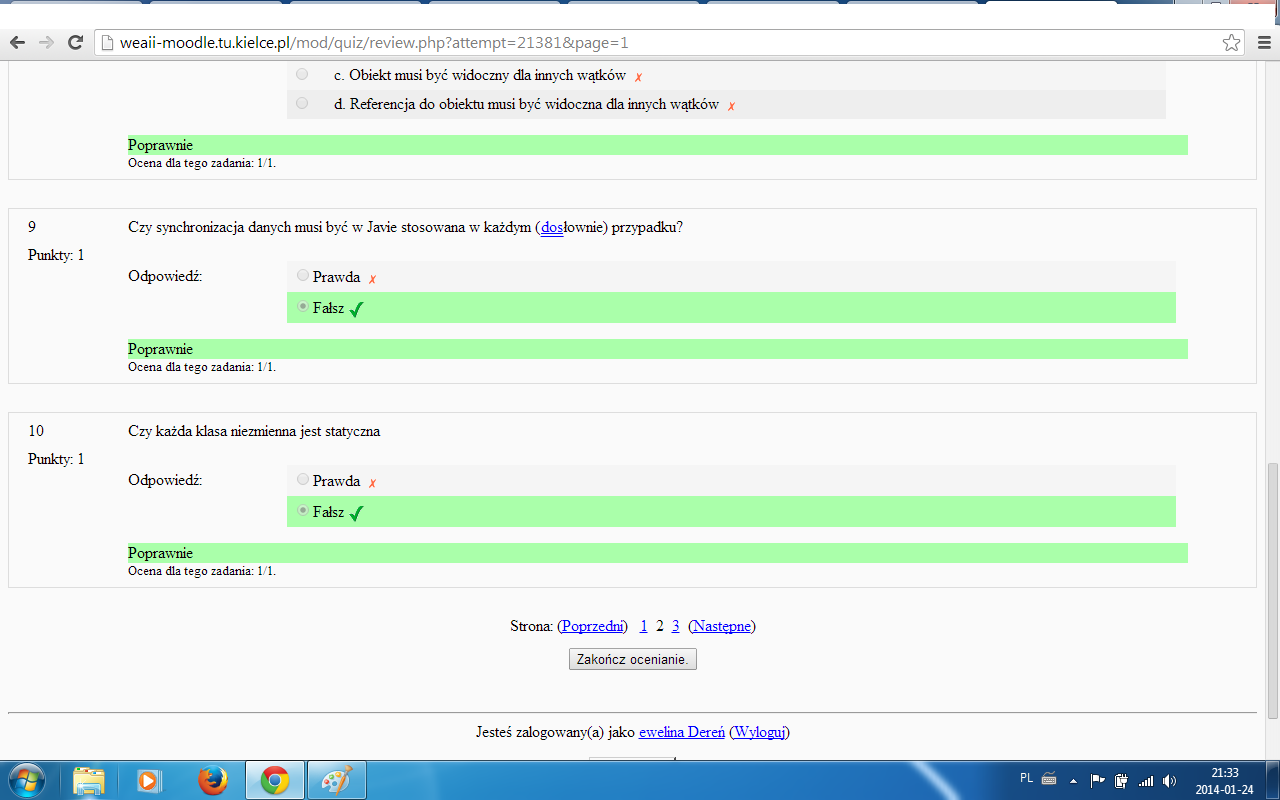 weaii-moodle.tu.kielce.pl/mod/quiz/review.php?attempt=21381&page=1
c. Obiekt musi być widoczny dla innych wątków
d. Referencja do obiektu musi być widoczna dla innych wątków
Poprawnie
Ocena dla tego zadania: 1/1.
9
Czy synchronizacja danych musi być w Javie stosowana w każdym (dosłownie) przypadku?
Punkty: 1
Odpowiedź:
Prawda
Fałsz
Poprawnie
Ocena dla tego zadania: 1/1.
10
Czy każda klasa niezmienna jest statyczna
Punkty: 1
Odpowiedź:
Prawda
Fałsz
Poprawnie
Ocena dla tego zadania: 1/1.
Strona: (Poprzedni) 1 2 3 (Następne)
Zakończ ocenianie.
Jesteś zalogowany(a) jako ewelina Dereń (Wyloguj)
PL
21:33
2014-01-24